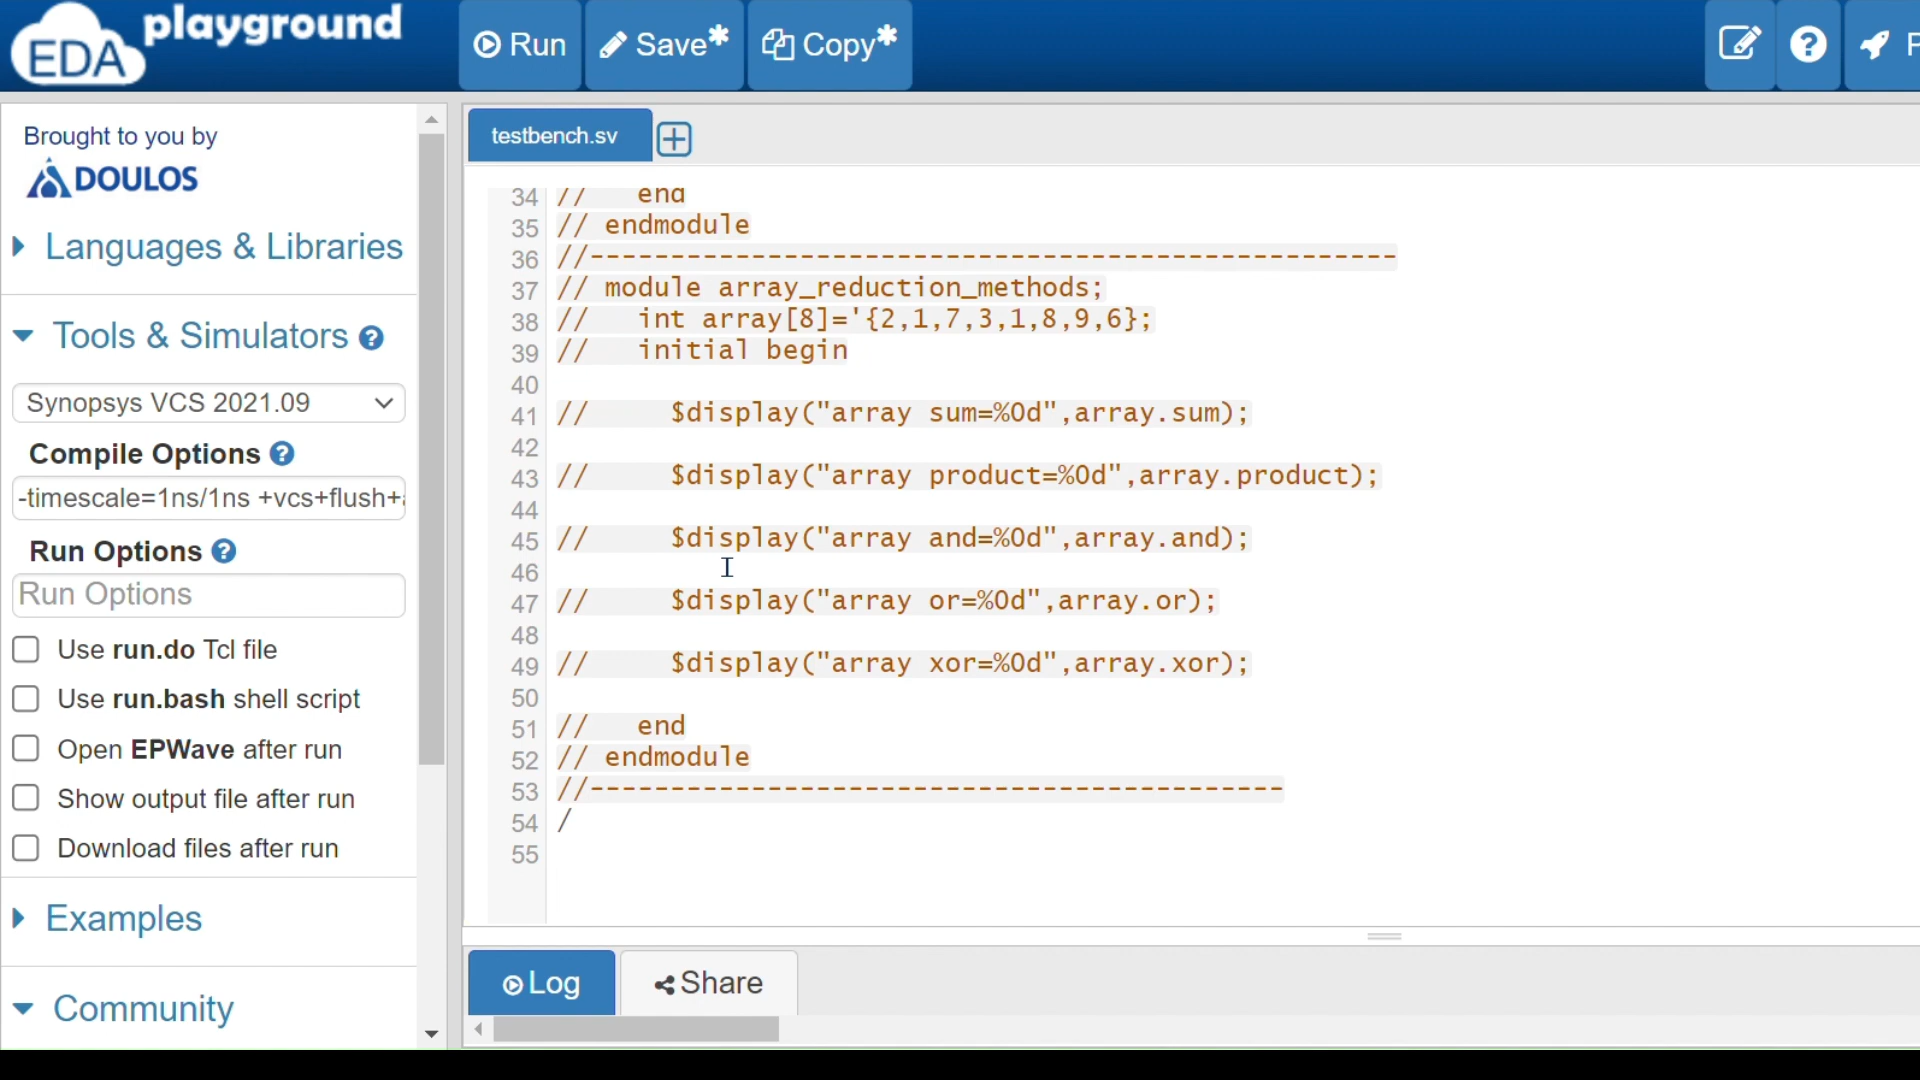 EDA playground
Run
Save*
Copy*
Brought to you by
DOULOS
Languages & Libraries
Tools & Simulators
Synopsys VCS 2021.09
Compile Options
-timescale=1ns/1ns +vcs+flush+
Run Options
Run Options
Use run.do Tcl file
Use run.bash shell script
Open EPWave after run
Show output file after run
Download files after run
Examples
Community
testbench.sv
34 //   end
35 // endmodule
36 //--------------------------------------------------
37 // module array_reduction_methods;
38 //   int array[8]='{2,1,7,3,1,8,9,6};
39 //   initial begin
40
41 //     $display("array sum=%0d",array.sum);
42
43 //     $display("array product=%0d",array.product);
44
45 //     $display("array and=%0d",array.and);
46
47 //     $display("array or=%0d",array.or);
48
49 //     $display("array xor=%0d",array.xor);
50
51 //   end
52 // endmodule
53 //-------------------------------------------
54 /
55
Log
Share